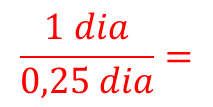 1 dia
0,25 dia =